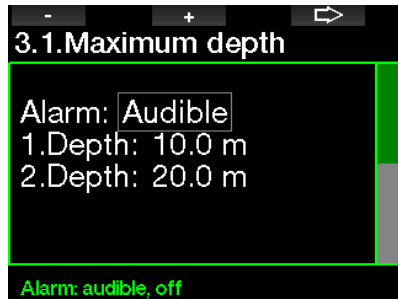 - +
3.1.Maximum depth
Alarm: Audible
1.Depth: 10.0 m
2.Depth: 20.0 m
Alarm: audible, off